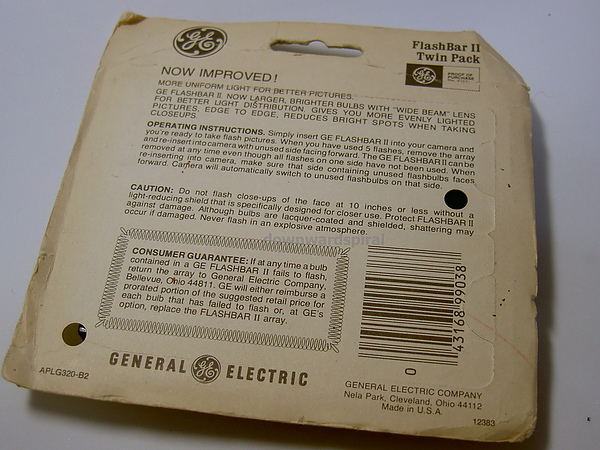 GE
FlashBar II
Twin Pack
GE
PROOF OF
PURCHASE
NOW IMPROVED!
MORE UNIFORM LIGHT FOR BETTER PICTURES.
GE FLASHBAR II. NOW LARGER, BRIGHTER BULBS WITH "WIDE BEAM" LENS
FOR BETTER LIGHT DISTRIBUTION. GIVES YOU MORE EVENLY LIGHTED
PICTURES, EDGE TO EDGE, REDUCES BRIGHT SPOTS WHEN TAKING
CLOSEUPS.
OPERATING INSTRUCTIONS. Simply insert GE FLASHBAR II into your camera and
you're ready to take flash pictures. When you have used 5 flashes, remove the array
and re-insert into camera with unused side facing forward. The GE FLASHBAR II can be
removed at any time even though all flashes on one side have not been used. When
re-inserting into camera, make sure that side containing unused flashbulbs faces
forward. Camera will automatically switch to unused flashbulbs on that side.
CAUTION: Do not flash close-ups of the face at 10 inches or less without a
light-reducing shield that is specifically designed for closer use. Protect FLASHBAR II
against damage. Although bulbs are lacquer-coated and shielded, shattering may
occur if damaged. Never flash in an explosive atmosphere.
downwardspiral
CONSUMER GUARANTEE: If at any time a bulb
contained in a GE FLASHBAR II fails to flash,
return the array to General Electric Company,
Bellevue, Ohio 44811. GE will either reimburse a
prorated portion of the suggested retail price for
each bulb that has failed to flash or, at GE's
option, replace the FLASHBAR II array.
43168199038
0
GENERAL GE ELECTRIC
APLG320-B2
GENERAL ELECTRIC COMPANY
Nela Park, Cleveland, Ohio 44112
Made in U.S.A.
12383